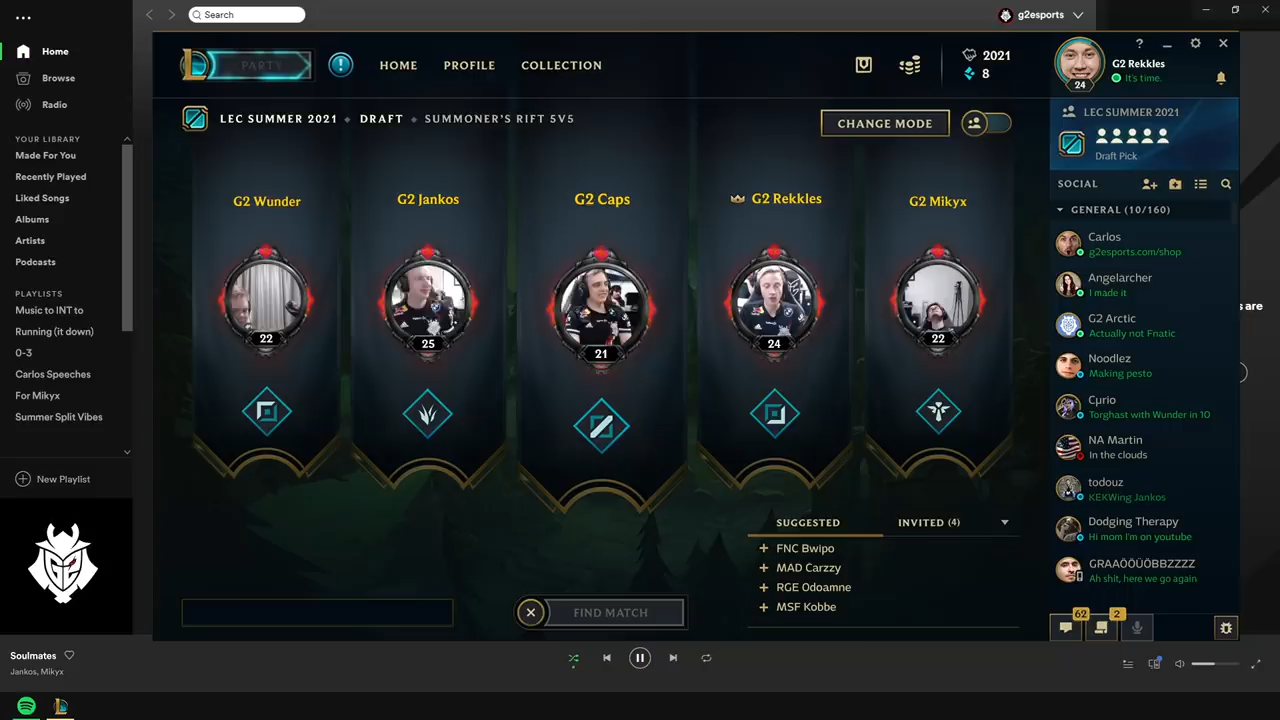 Search
g2esports
Home
Browse
Radio
YOUR LIBRARY
Made For You
Recently Played
Liked Songs
Albums
Artists
Podcasts
PLAYLISTS
Music to INT to
Running (it down)
0-3
Carlos Speeches
For Mikyx
Summer Split Vibes
New Playlist
PARTY
HOME
PROFILE
COLLECTION
2021
8
LEC SUMMER 2021 ◆ DRAFT ◆ SUMMONER'S RIFT 5V5
CHANGE MODE
G2 Wunder
22
G2 Jankos
25
G2 Caps
21
G2 Rekkles
24
G2 Mikyx
22
SUGGESTED
INVITED (4)
FNC Bwipo
MAD Carzzy
RGE Odoamne
MSF Kobbe
FIND MATCH
G2 Rekkles
It's time.
24
LEC SUMMER 2021
Draft Pick
SOCIAL
GENERAL (10/160)
Carlos
g2esports.com/shop
Angelarcher
I made it
G2 Arctic
Actually not Fnatic
Noodlez
Making pesto
Cyrio
Torghast with Wunder in 10
NA Martin
In the clouds
todouz
KEKWing Jankos
Dodging Therapy
Hi mom I'm on youtube
GRAAÖÖÜÖBBZZZZ
Ah shit, here we go again
62
2
s are
Soulmates
Jankos, Mikyx